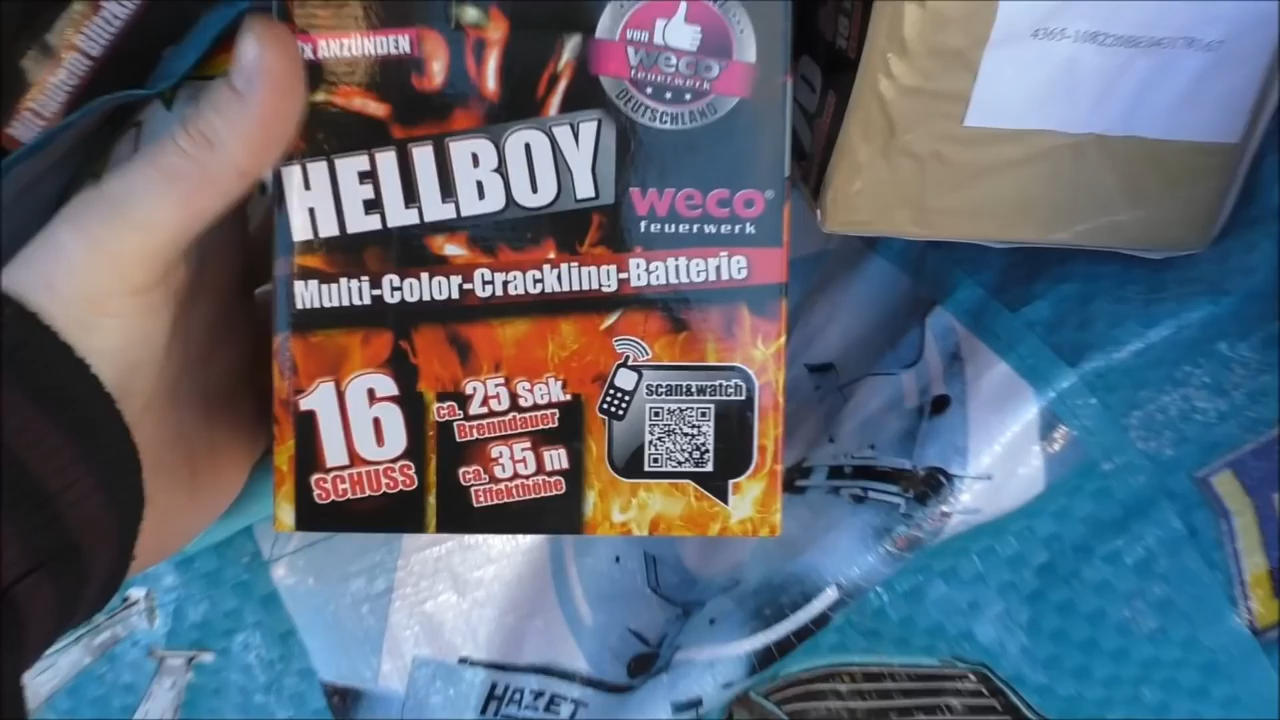 x ANZÜNDEN
VON
weco
feuerwerk
DEUTSCHLAND
HELLBOY
weco®
feuerwerk
Multi-Color-Crackling-Batterie
16
SCHUSS
ca. 25 Sek.
Brenndauer
ca. 35 m
Effekthöhe
scan&watch
HAZET